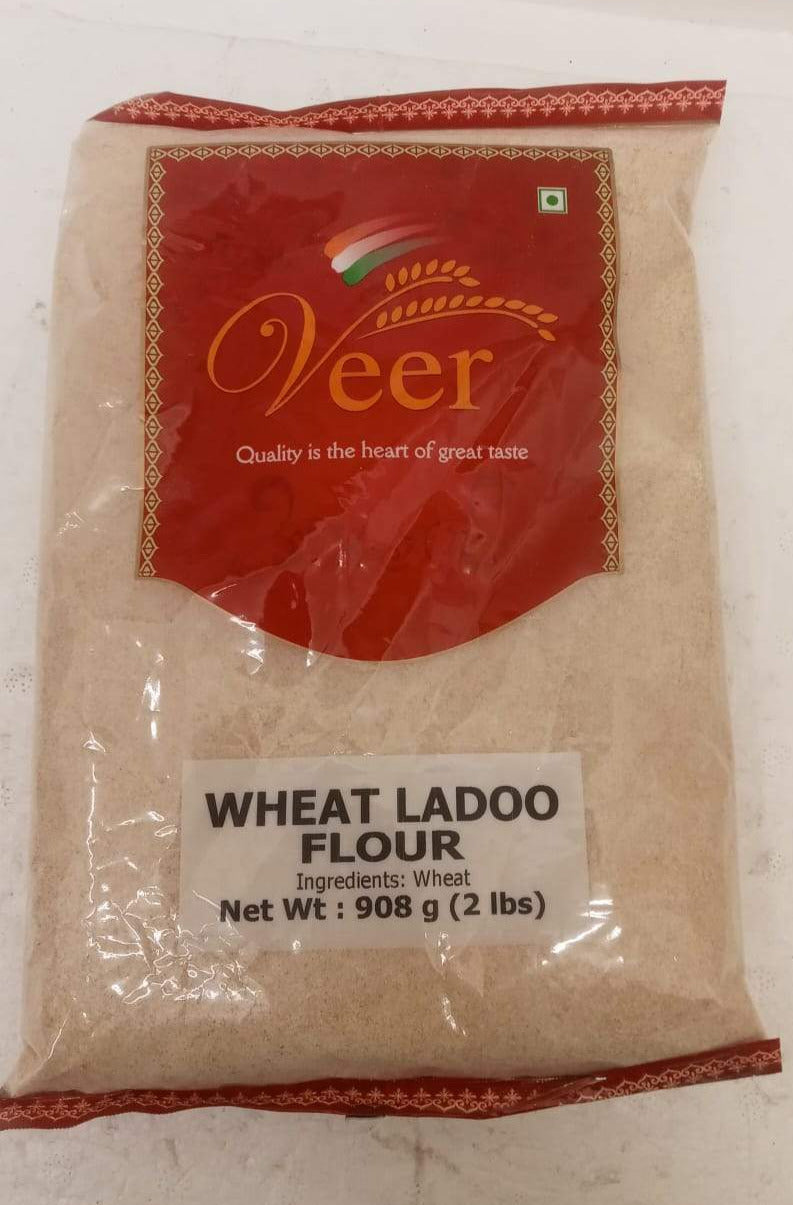 Veer
Quality is the heart of great taste
WHEAT LADOO
FLOUR
Ingredients: Wheat
Net Wt : 908 g (2 lbs)